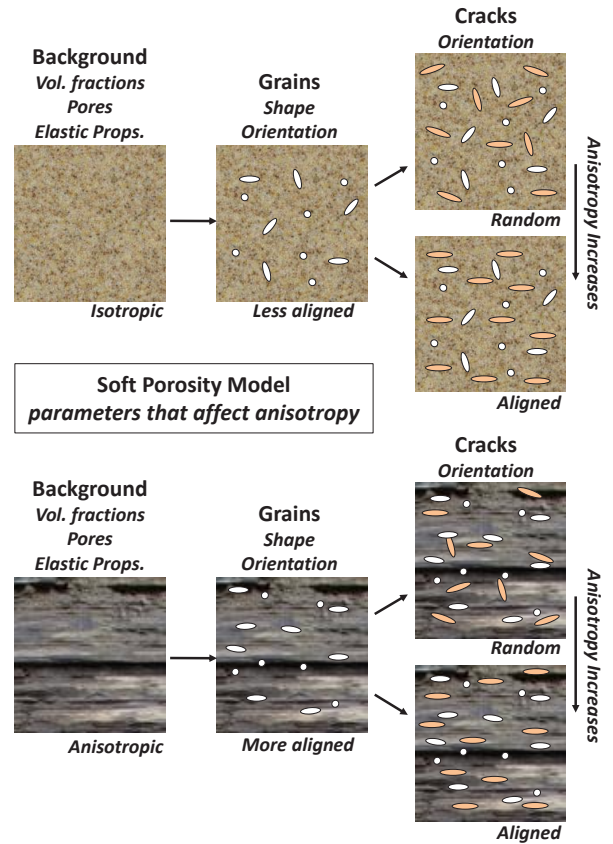 Cracks
Orientation
Background
Vol. fractions
Pores
Elastic Props.
Grains
Shape
Orientation
Anisotropy Increases
Random
Isotropic
Less aligned
Aligned
Soft Porosity Model
parameters that affect anisotropy
Cracks
Orientation
Background
Vol. fractions
Pores
Elastic Props.
Grains
Shape
Orientation
Anisotropy Increases
Random
Anisotropic
More aligned
Aligned